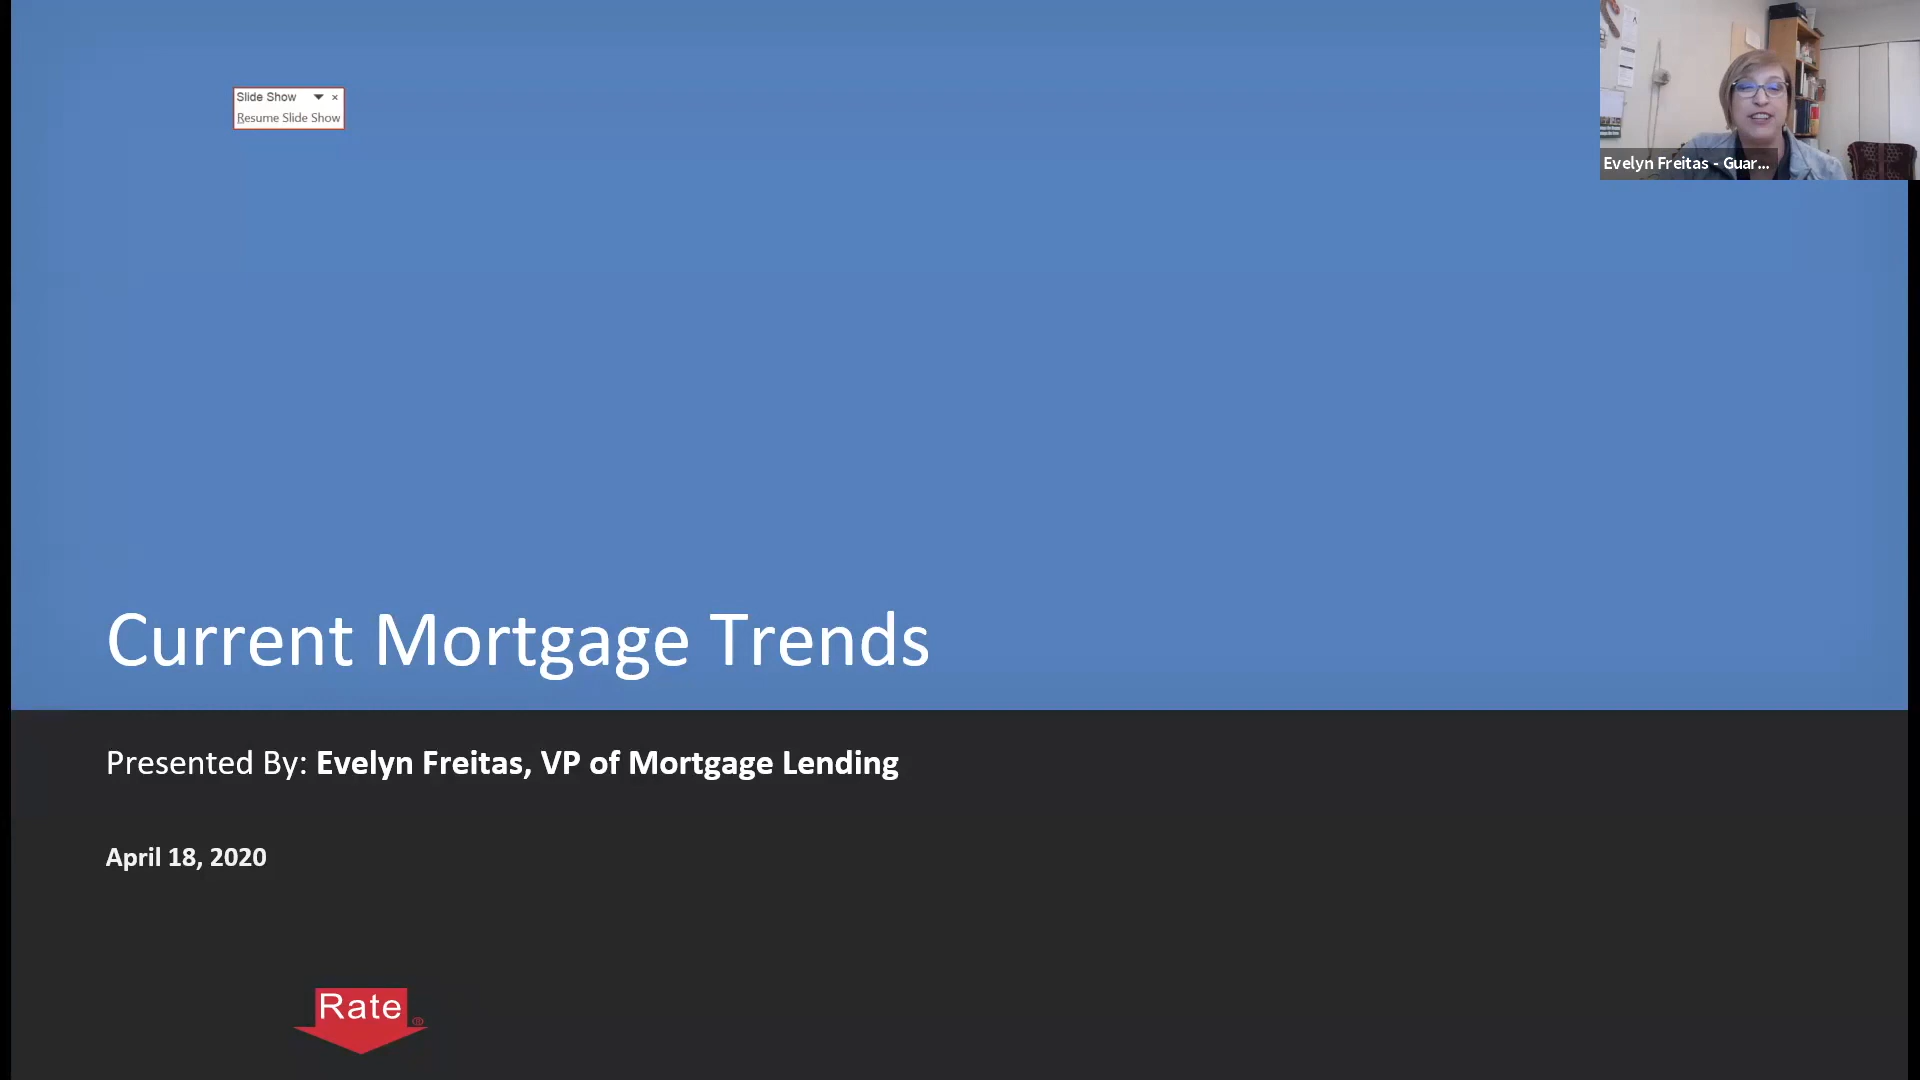 Slide Show
Resume Slide Show
Evelyn Freitas - Guar...
Current Mortgage Trends
Presented By: Evelyn Freitas, VP of Mortgage Lending
April 18, 2020
Rate®